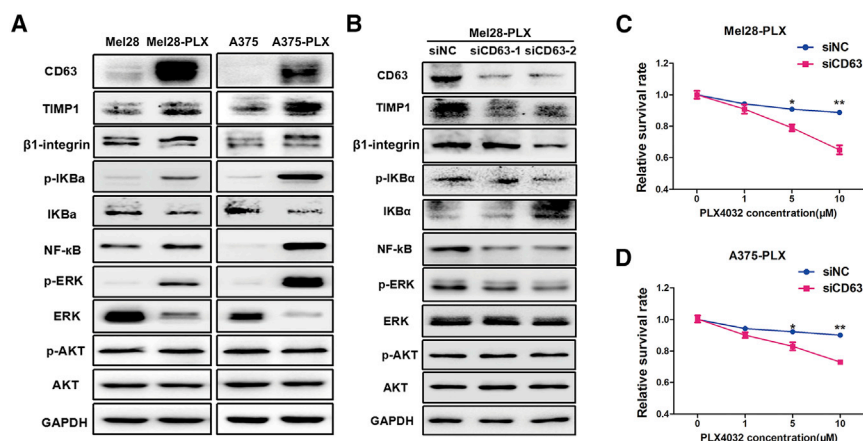 A
Mel28 Mel28-PLX A375 A375-PLX
CD63
TIMP1
β1-integrin
p-IKBa
IKBa
NF-κB
p-ERK
ERK
p-AKT
AKT
GAPDH
B
Mel28-PLX
siNC siCD63-1 siCD63-2
CD63
TIMP1
β1-integrin
p-IKBα
IKBα
NF-kB
p-ERK
ERK
p-AKT
AKT
GAPDH
C
Mel28-PLX
siNC
siCD63
Relative survival rate
1.2
1.0
0.8
0.6
0.4
* **
0 1 5 10
PLX4032 concentration(μM)
D
A375-PLX
siNC
siCD63
Relative survival rate
1.2
1.0
0.8
0.6
0.4
* **
0 1 5 10
PLX4032 concentration(μM)